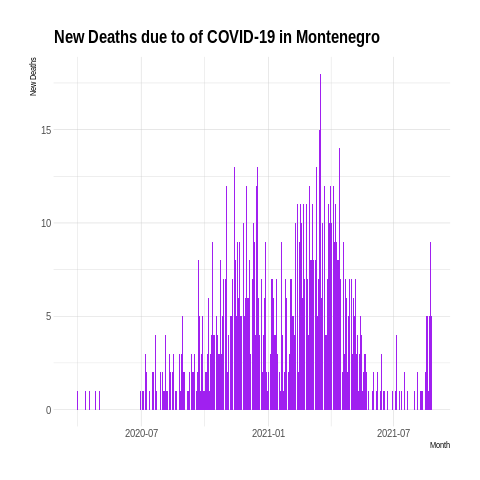 New Deaths due to of COVID-19 in Montenegro
New Deaths
15
10
5
0
2020-07 2021-01 2021-07
Month